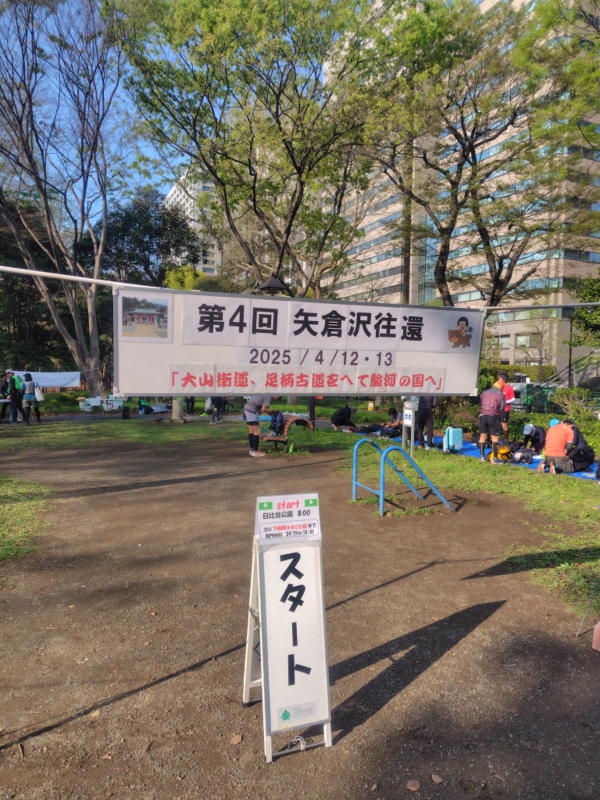 第4回 矢倉沢往還
2025 / 4 / 12・13
「大山街道、足柄古道をへて駿河の国へ」
start
日比谷公園 8:00
スタート